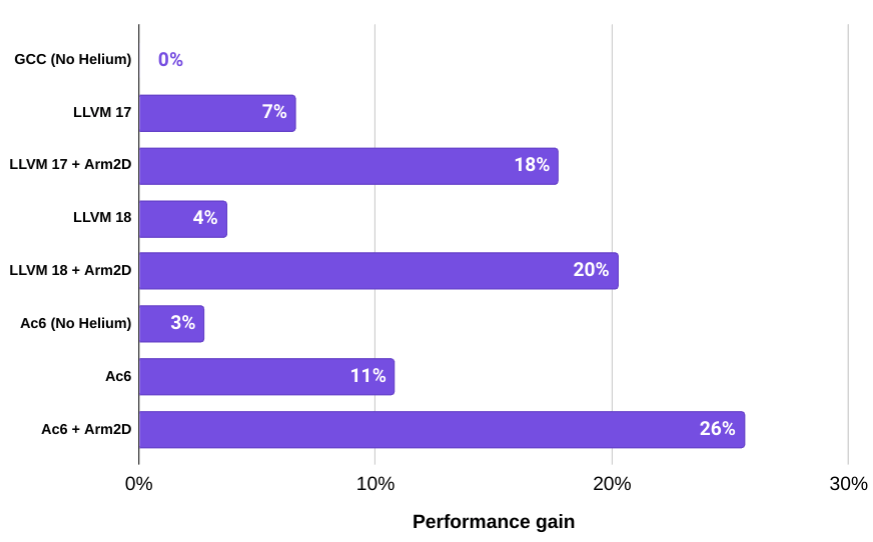 GCC (No Helium) 0%
LLVM 17 7%
LLVM 17 + Arm2D 18%
LLVM 18 4%
LLVM 18 + Arm2D 20%
Ac6 (No Helium) 3%
Ac6 11%
Ac6 + Arm2D 26%
0% 10% 20% 30%
Performance gain